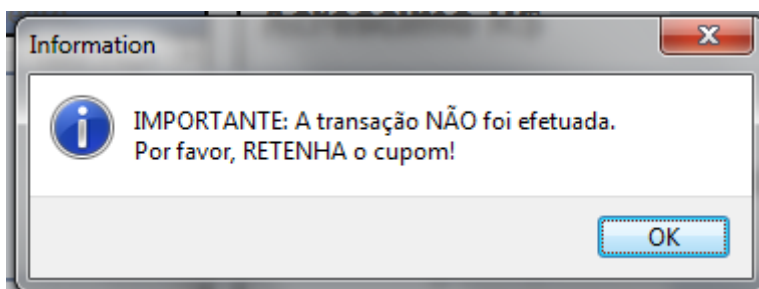 Information
IMPORTANTE: A transação NÃO foi efetuada.
Por favor, RETENHA o cupom!
OK